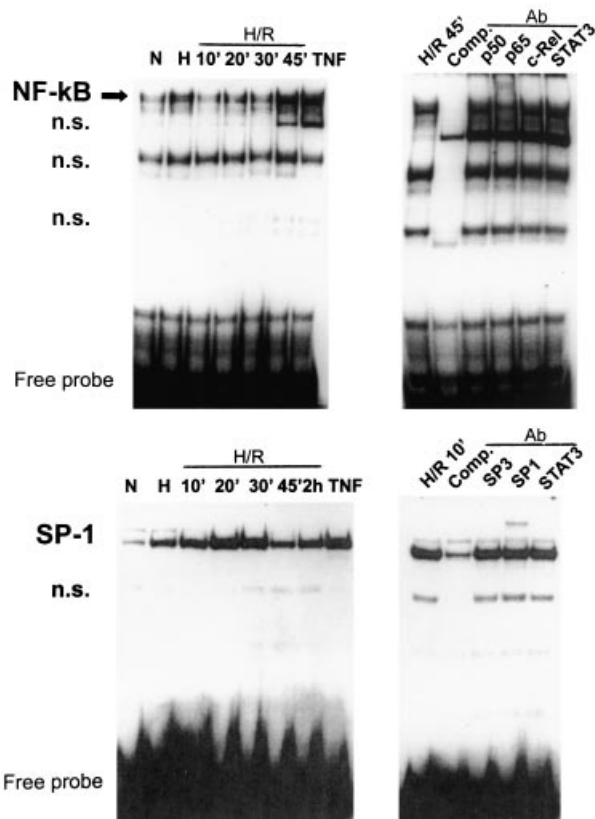 H/R
N H 10' 20' 30' 45' TNF
NF-kB
n.s.
n.s.
n.s.
Free probe
Ab
H/R 45' Comp. p50 p65 c-Rel STAT3
H/R
N H 10' 20' 30' 45' 2h TNF
SP-1
n.s.
Free probe
Ab
H/R 10' Comp. SP3 SP1 STAT3